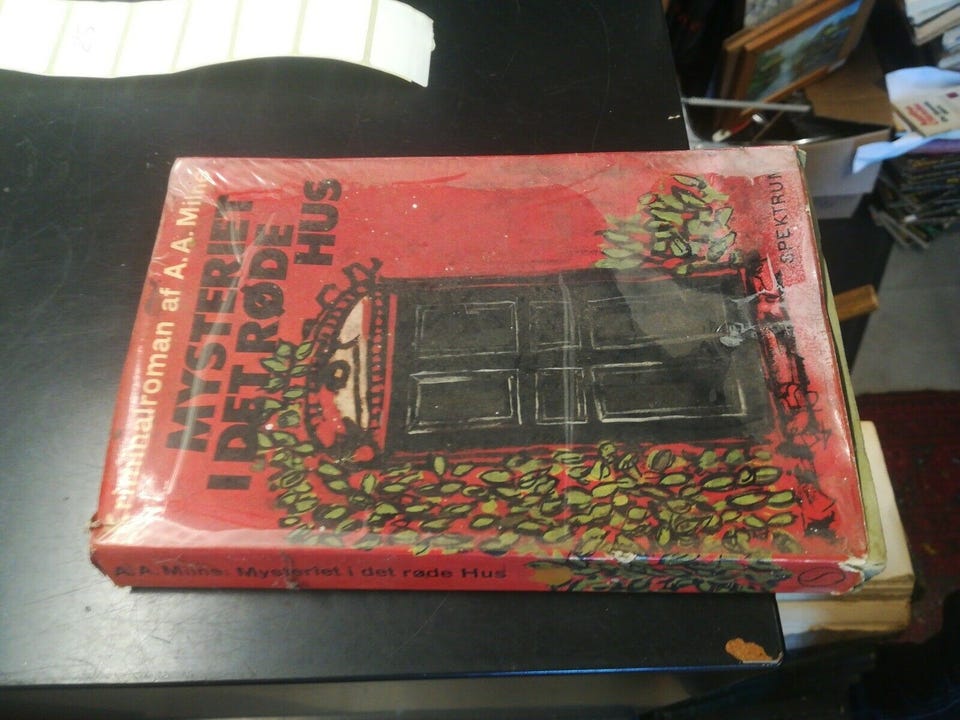 Kriminalroman af A. A. Milne
MYSTERIET
I DET RØDE
HUS
SPEKTRUM
A. A. Milne: Mysteriet i det røde Hus